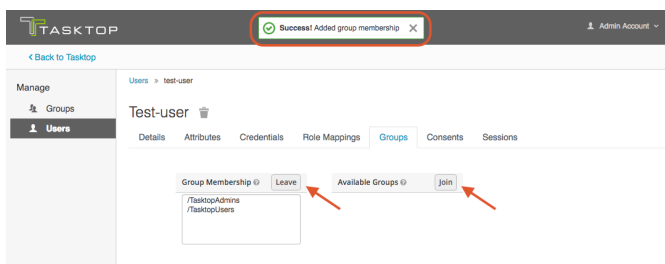 TASKTOP
Success! Added group membership
Admin Account
Back to Tasktop
Manage
Groups
Users
Users » test-user
Test-user
Details Attributes Credentials Role Mappings Groups Consents Sessions
Group Membership Leave Available Groups Join
/TasktopAdmins
/TasktopUsers